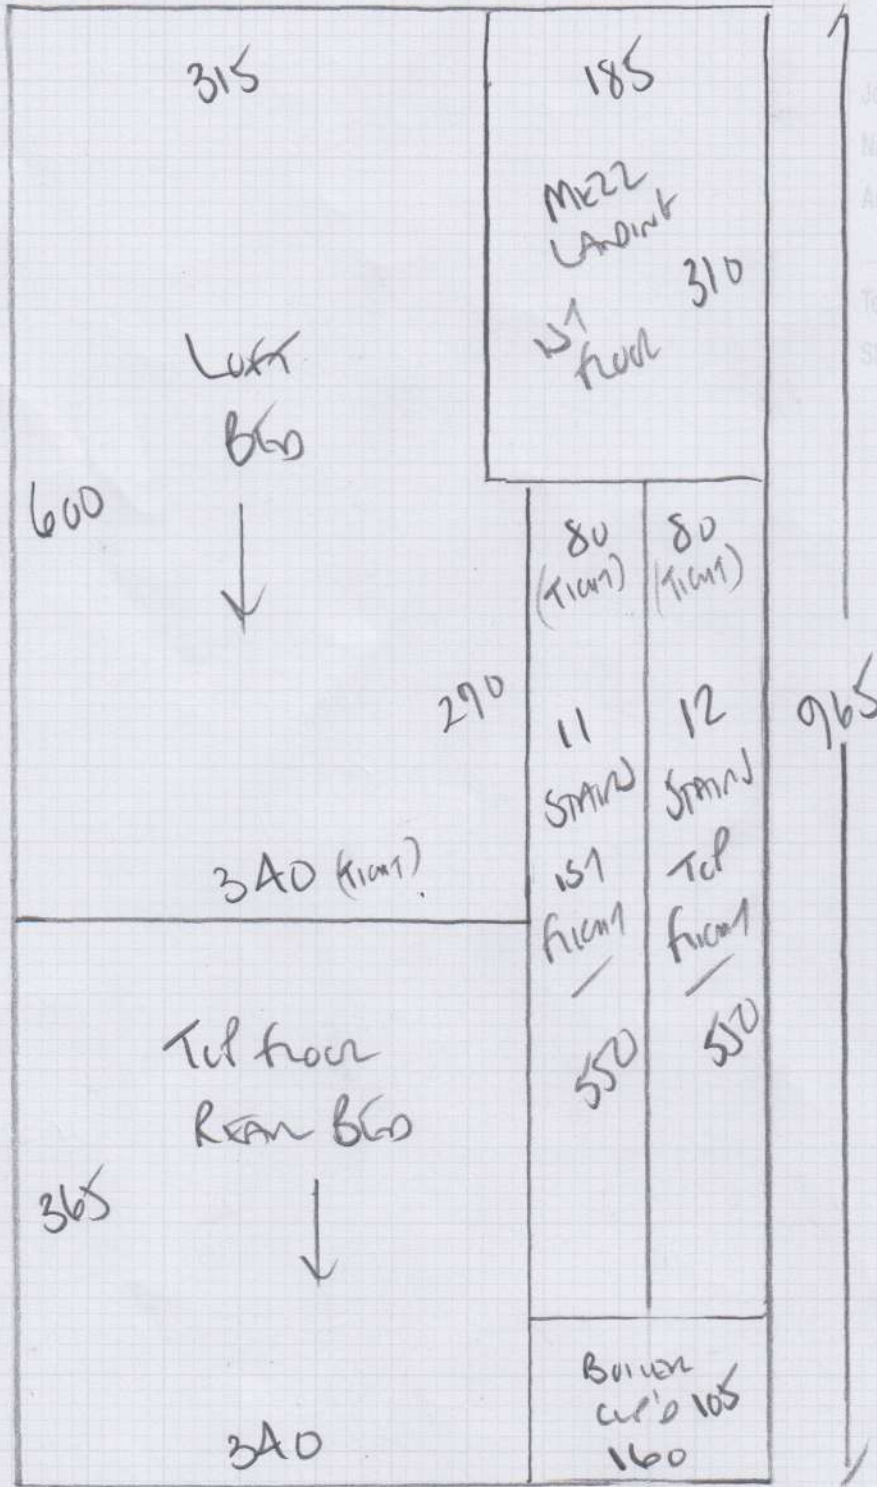 315
185
MEZZ
LANDING
1ST
FLOOR
310
LOFT
BED
600
80
(TIGHT)
80
(TIGHT)
290
11
STAIRS
1ST
FLIGHT
550
12
STAIRS
TOP
FLIGHT
550
965
340 (TIGHT)
TOP FLOOR
REAR BED
365
340
BOILER
CUP'D 105
160